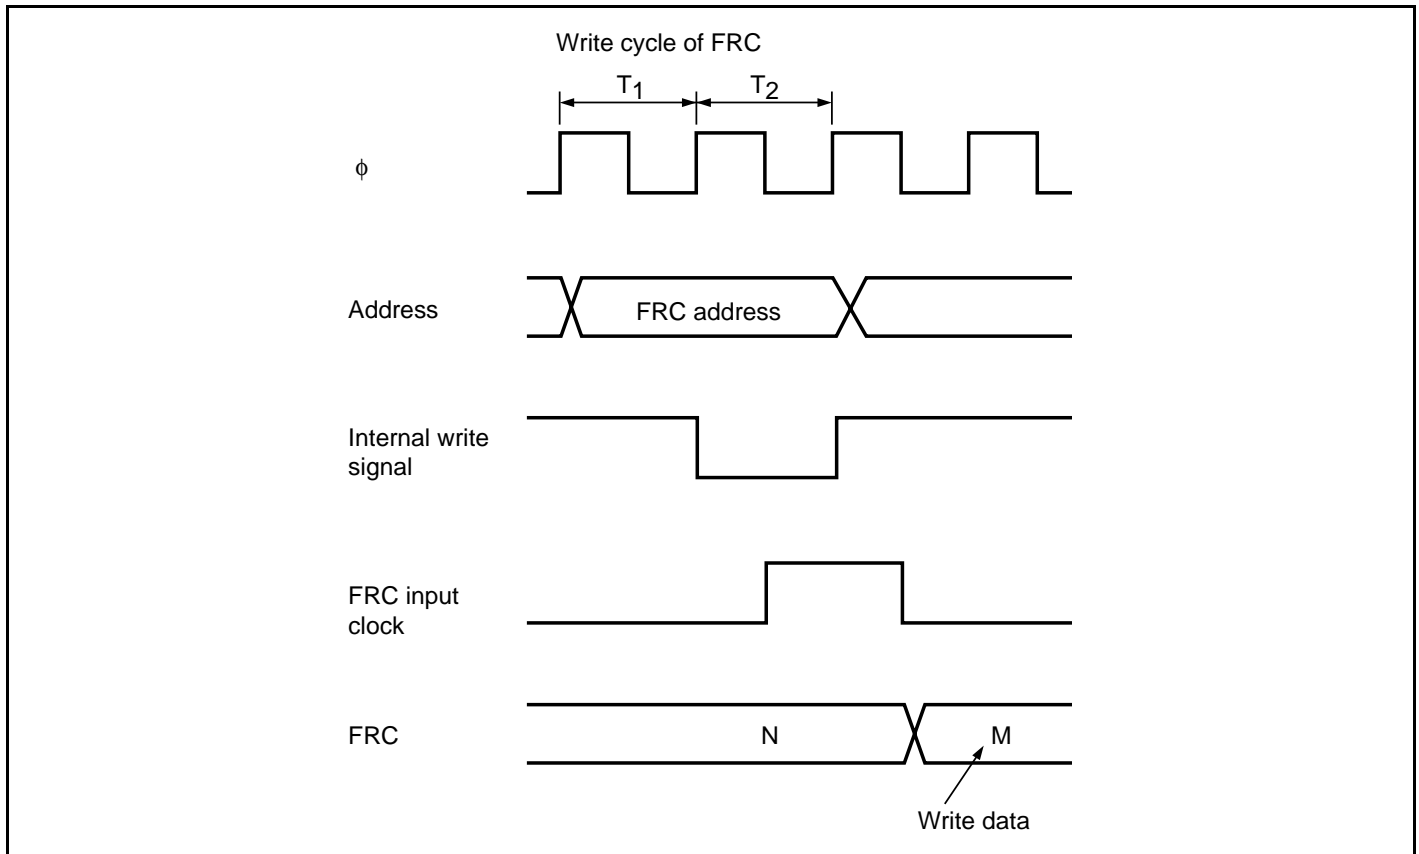 Write cycle of FRC
T1 T2
ϕ
Address
FRC address
Internal write
signal
FRC input
clock
FRC
N
M
Write data